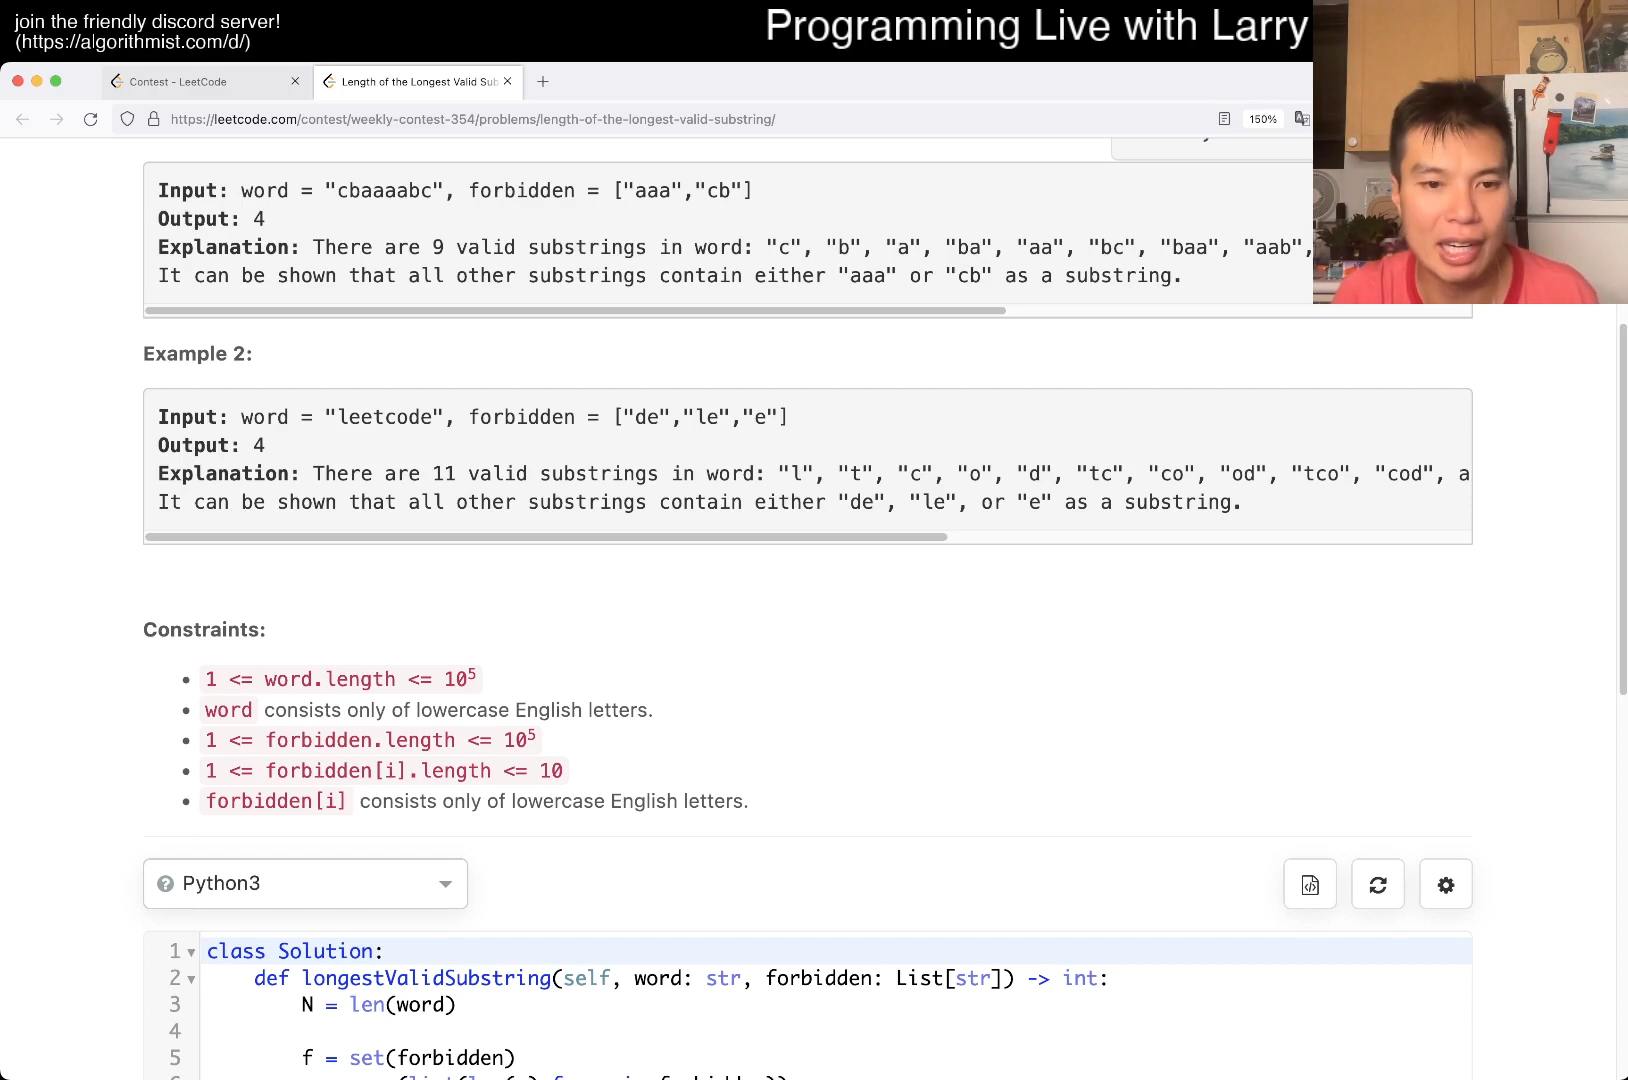 join the friendly discord server!
(https://algorithmist.com/d/)
Programming Live with Larry
Contest - LeetCode
Length of the Longest Valid Sub
https://leetcode.com/contest/weekly-contest-354/problems/length-of-the-longest-valid-substring/
150%
Input: word = "cbaaaabc", forbidden = ["aaa","cb"]
Output: 4
Explanation: There are 9 valid substrings in word: "c", "b", "a", "ba", "aa", "bc", "baa", "aab",
It can be shown that all other substrings contain either "aaa" or "cb" as a substring.
Example 2:
Input: word = "leetcode", forbidden = ["de","le","e"]
Output: 4
Explanation: There are 11 valid substrings in word: "l", "t", "c", "o", "d", "tc", "co", "od", "tco", "cod", a
It can be shown that all other substrings contain either "de", "le", or "e" as a substring.
Constraints:
1 <= word.length <= 10⁵
word consists only of lowercase English letters.
1 <= forbidden.length <= 10⁵
1 <= forbidden[i].length <= 10
forbidden[i] consists only of lowercase English letters.
Python3
1 class Solution:
2 def longestValidSubstring(self, word: str, forbidden: List[str]) -> int:
3 N = len(word)
4
5 f = set(forbidden)